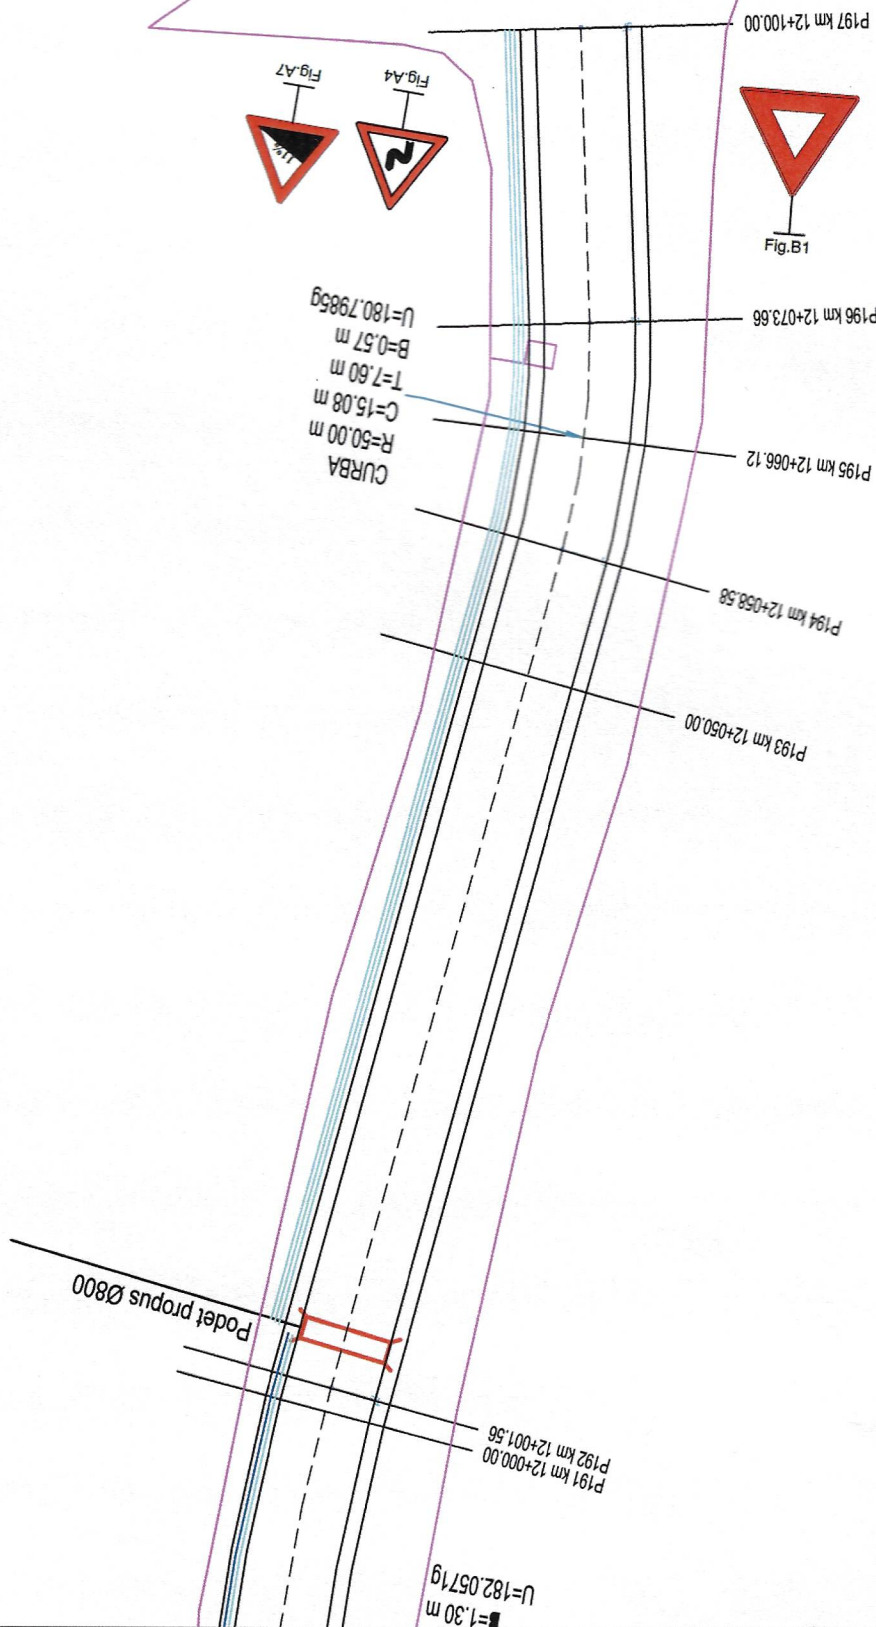 P197 km 12+100.00
Fig.A7
Fig.A4
11%
Fig.B1
P196 km 12+073.66
CURBA
R=50.00 m
C=15.08 m
T=7.60 m
B=0.57 m
U=180.7985g
P195 km 12+066.12
P194 km 12+058.58
P193 km 12+050.00
Podet propus Ø800
P192 km 12+001.56
P191 km 12+000.00
B=1.30 m
U=182.0571g